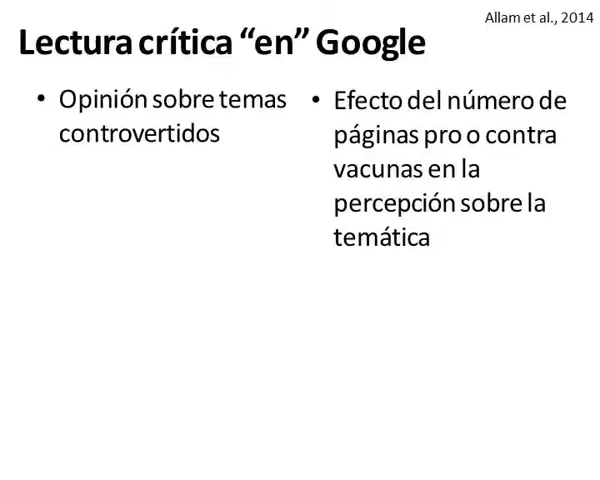 Allam et al., 2014
Lectura crítica “en” Google
• Opinión sobre temas
controvertidos
• Efecto del número de
páginas pro o contra
vacunas en la
percepción sobre la
temática